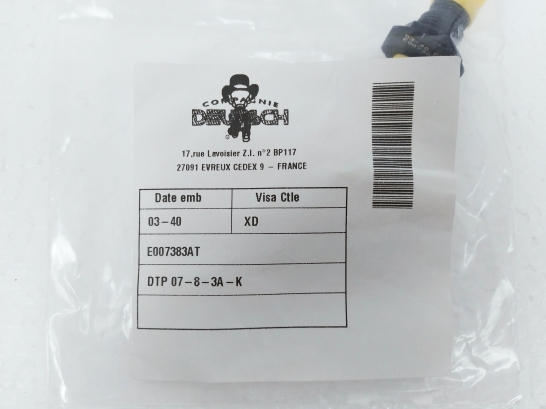 COMPAGNIE
DEUTSCH
17,rue Lavoisier Z.I. n°2 BP117
27091 EVREUX CEDEX 9 – FRANCE
Date emb Visa Ctle
03–40 XD
E007383AT
DTP 07–8–3A–K